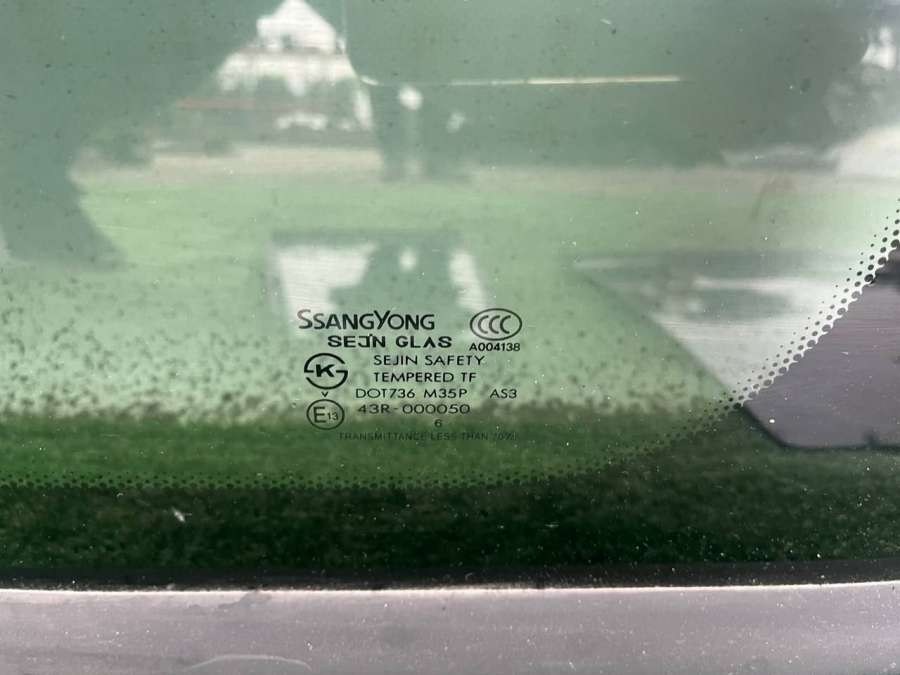 SSANGYONG
CCC
SEJIN GLAS
A004138
SEJIN SAFETY
K
TEMPERED TF
DOT736 M35P AS3
E13
43R-000050
6
TRANSMITTANCE LESS THAN 70%